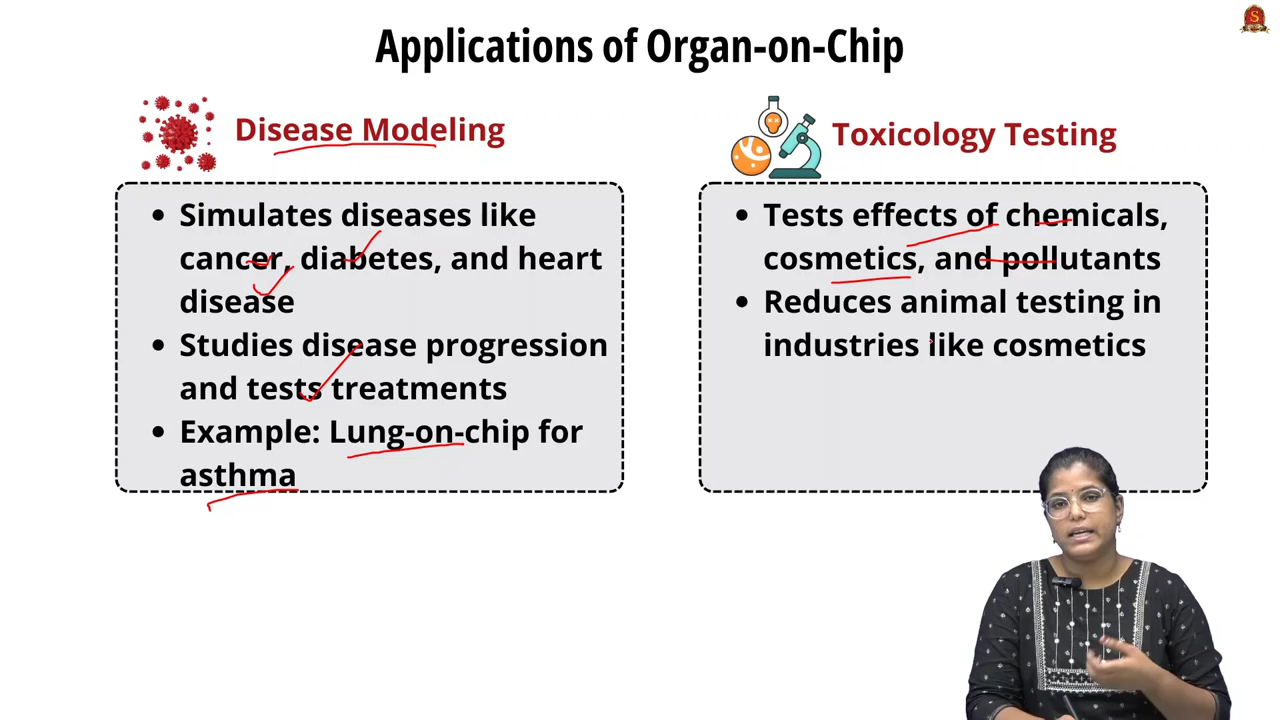 Applications of Organ-on-Chip
Disease Modeling
• Simulates diseases like
cancer, diabetes, and heart
disease
• Studies disease progression
and tests treatments
• Example: Lung-on-chip for
asthma
Toxicology Testing
• Tests effects of chemicals,
cosmetics, and pollutants
• Reduces animal testing in
industries like cosmetics
S